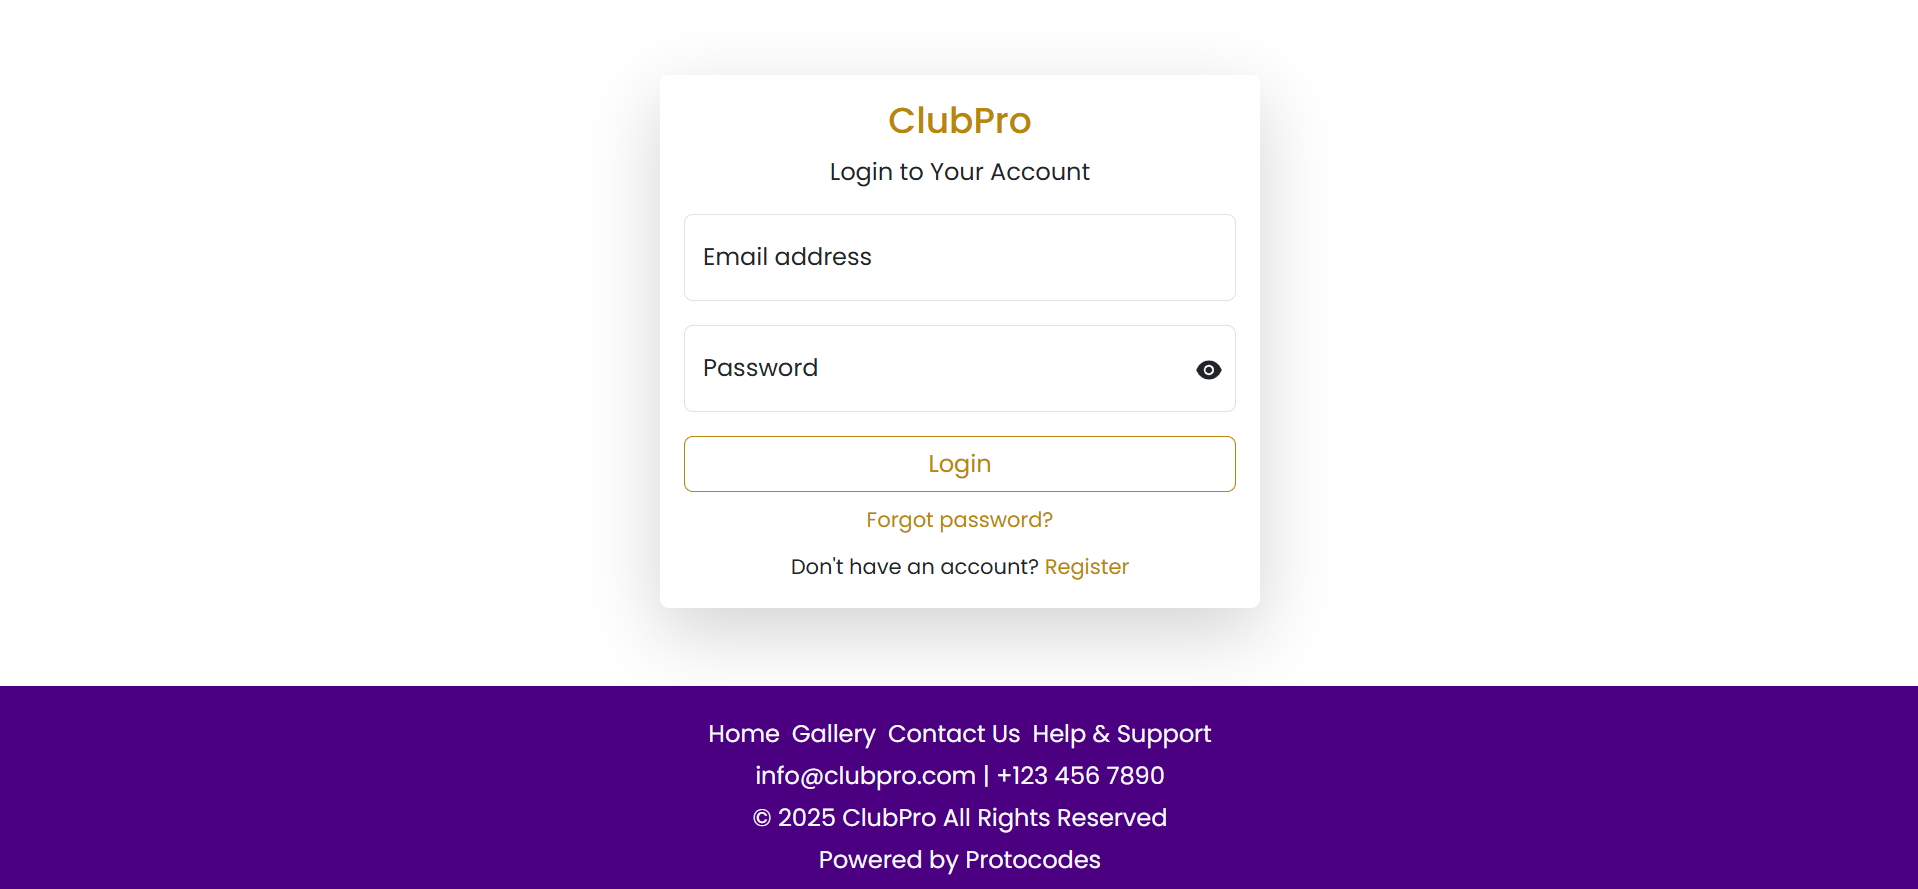 ClubPro
Login to Your Account
Email address
Password
Login
Forgot password?
Don't have an account? Register
Home Gallery Contact Us Help & Support
info@clubpro.com | +123 456 7890
© 2025 ClubPro All Rights Reserved
Powered by Protocodes